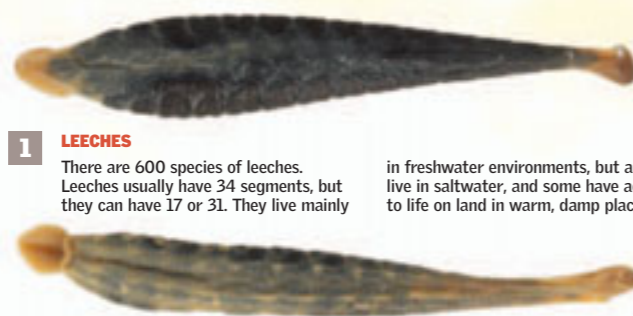 1
LEECHES
There are 600 species of leeches.
Leeches usually have 34 segments, but
they can have 17 or 31. They live mainly
in freshwater environments, but
live in saltwater, and some have
to life on land in warm, damp